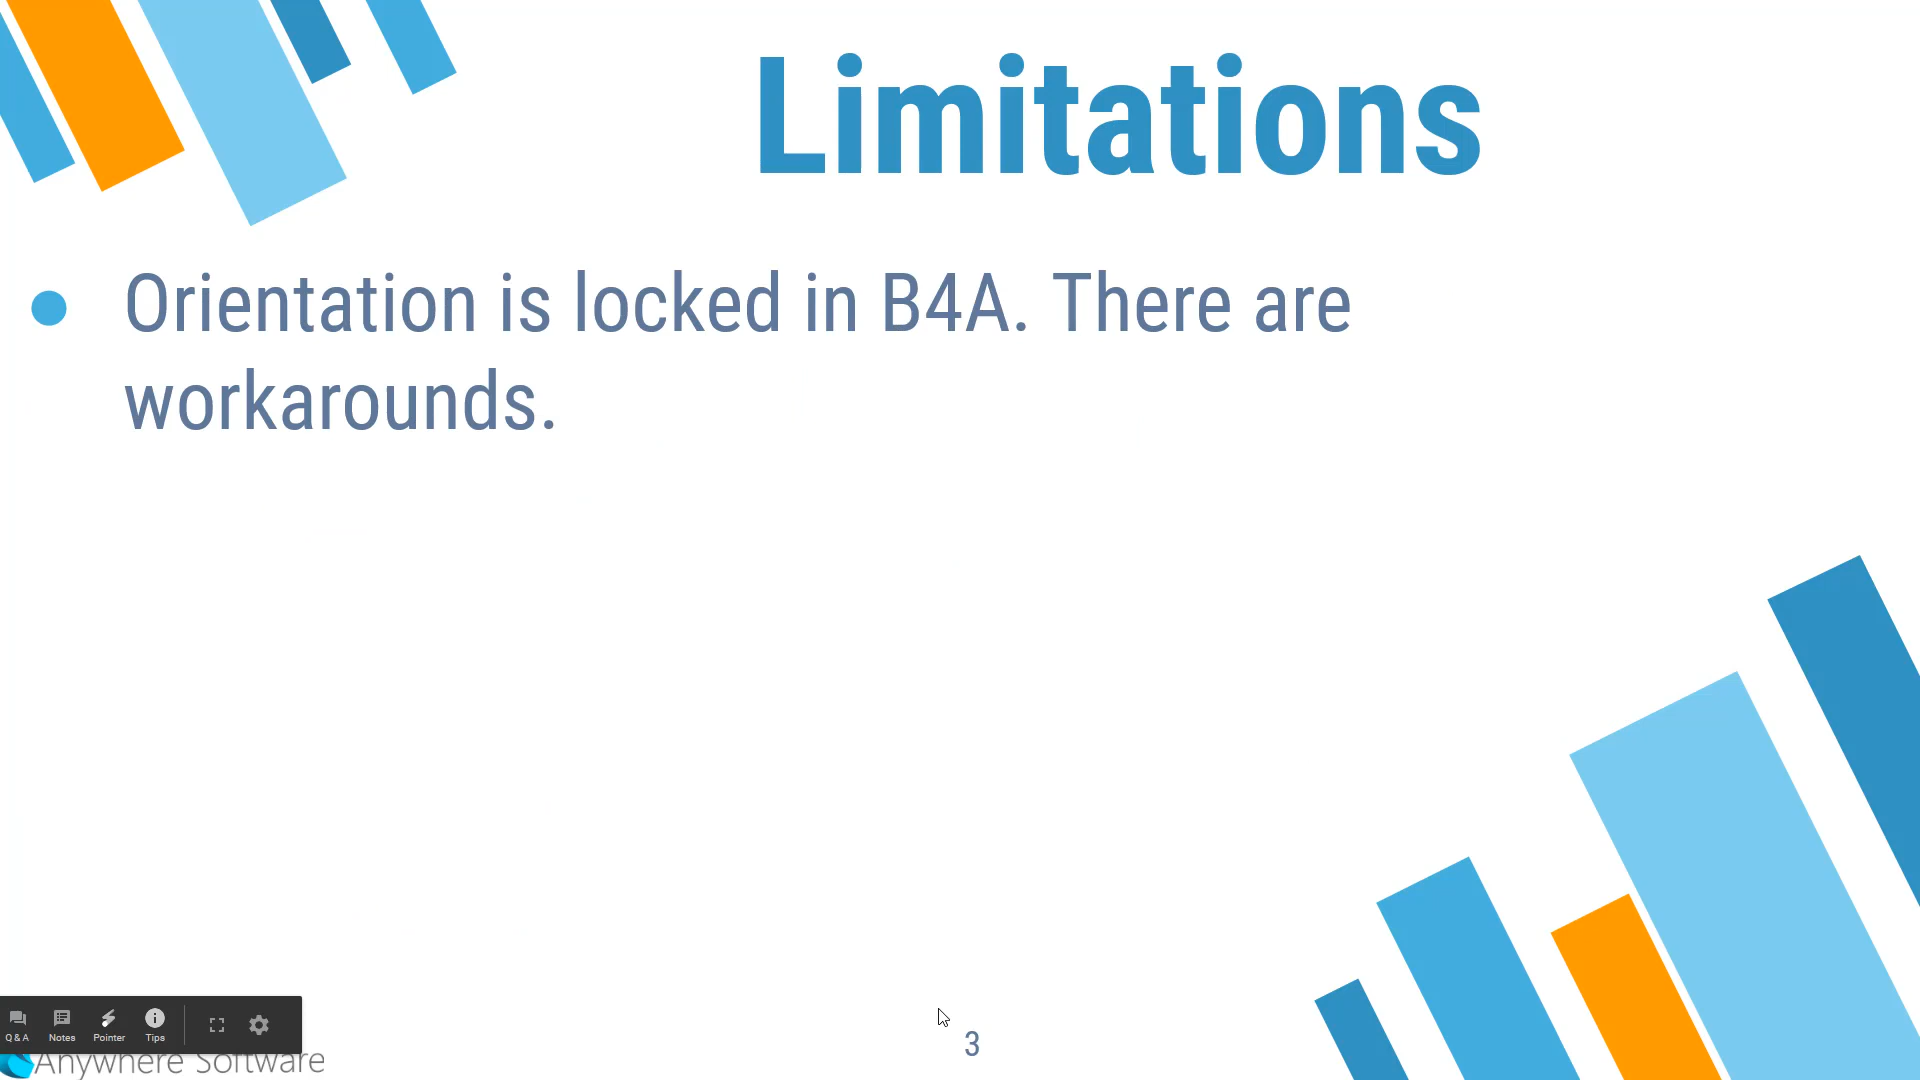 Limitations
Orientation is locked in B4A. There are
workarounds.
Q & A Notes Pointer Tips
Anywhere Software
3